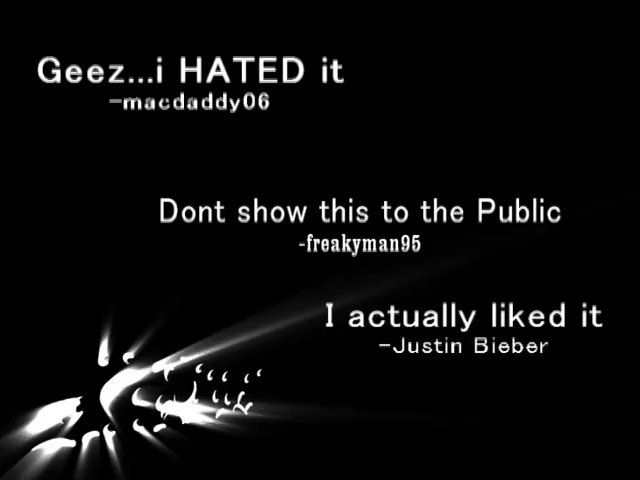 Geez...i HATED it
-macdaddy06
Dont show this to the Public
-freakyman95
I actually liked it
-Justin Bieber